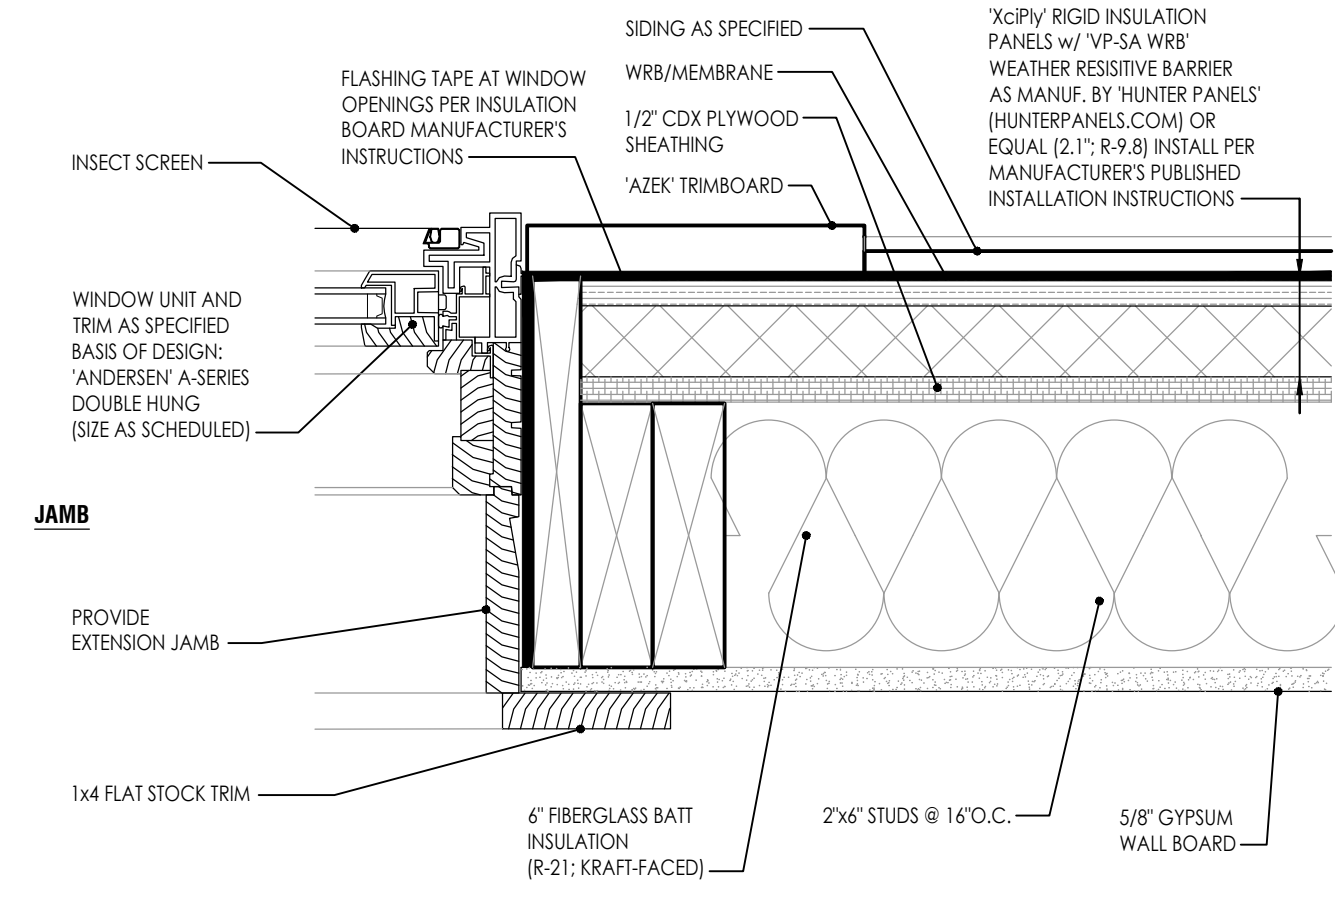 SIDING AS SPECIFIED
WRB/MEMBRANE
1/2" CDX PLYWOOD
SHEATHING
'AZEK' TRIMBOARD
'XciPly' RIGID INSULATION
PANELS w/ 'VP-SA WRB'
WEATHER RESISITIVE BARRIER
AS MANUF. BY 'HUNTER PANELS'
(HUNTERPANELS.COM) OR
EQUAL (2.1"; R-9.8) INSTALL PER
MANUFACTURER'S PUBLISHED
INSTALLATION INSTRUCTIONS
FLASHING TAPE AT WINDOW
OPENINGS PER INSULATION
BOARD MANUFACTURER'S
INSTRUCTIONS
INSECT SCREEN
WINDOW UNIT AND
TRIM AS SPECIFIED
BASIS OF DESIGN:
'ANDERSEN' A-SERIES
DOUBLE HUNG
(SIZE AS SCHEDULED)
JAMB
PROVIDE
EXTENSION JAMB
1x4 FLAT STOCK TRIM
6" FIBERGLASS BATT
INSULATION
(R-21; KRAFT-FACED)
2"x6" STUDS @ 16"O.C.
5/8" GYPSUM
WALL BOARD